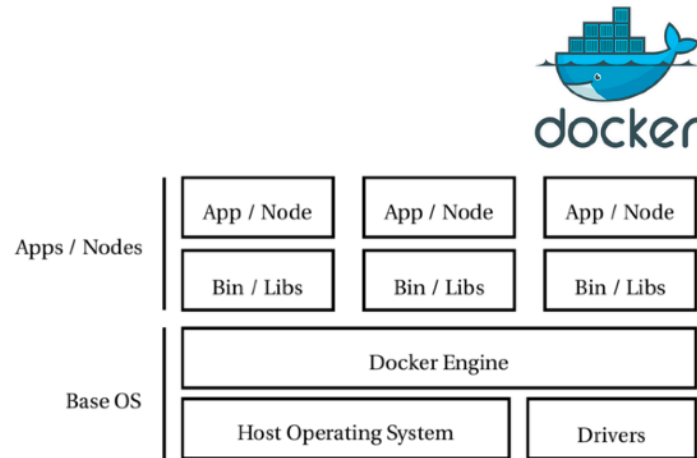 docker
App / Node App / Node App / Node
Apps / Nodes
Bin / Libs Bin / Libs Bin / Libs
Docker Engine
Base OS
Host Operating System Drivers